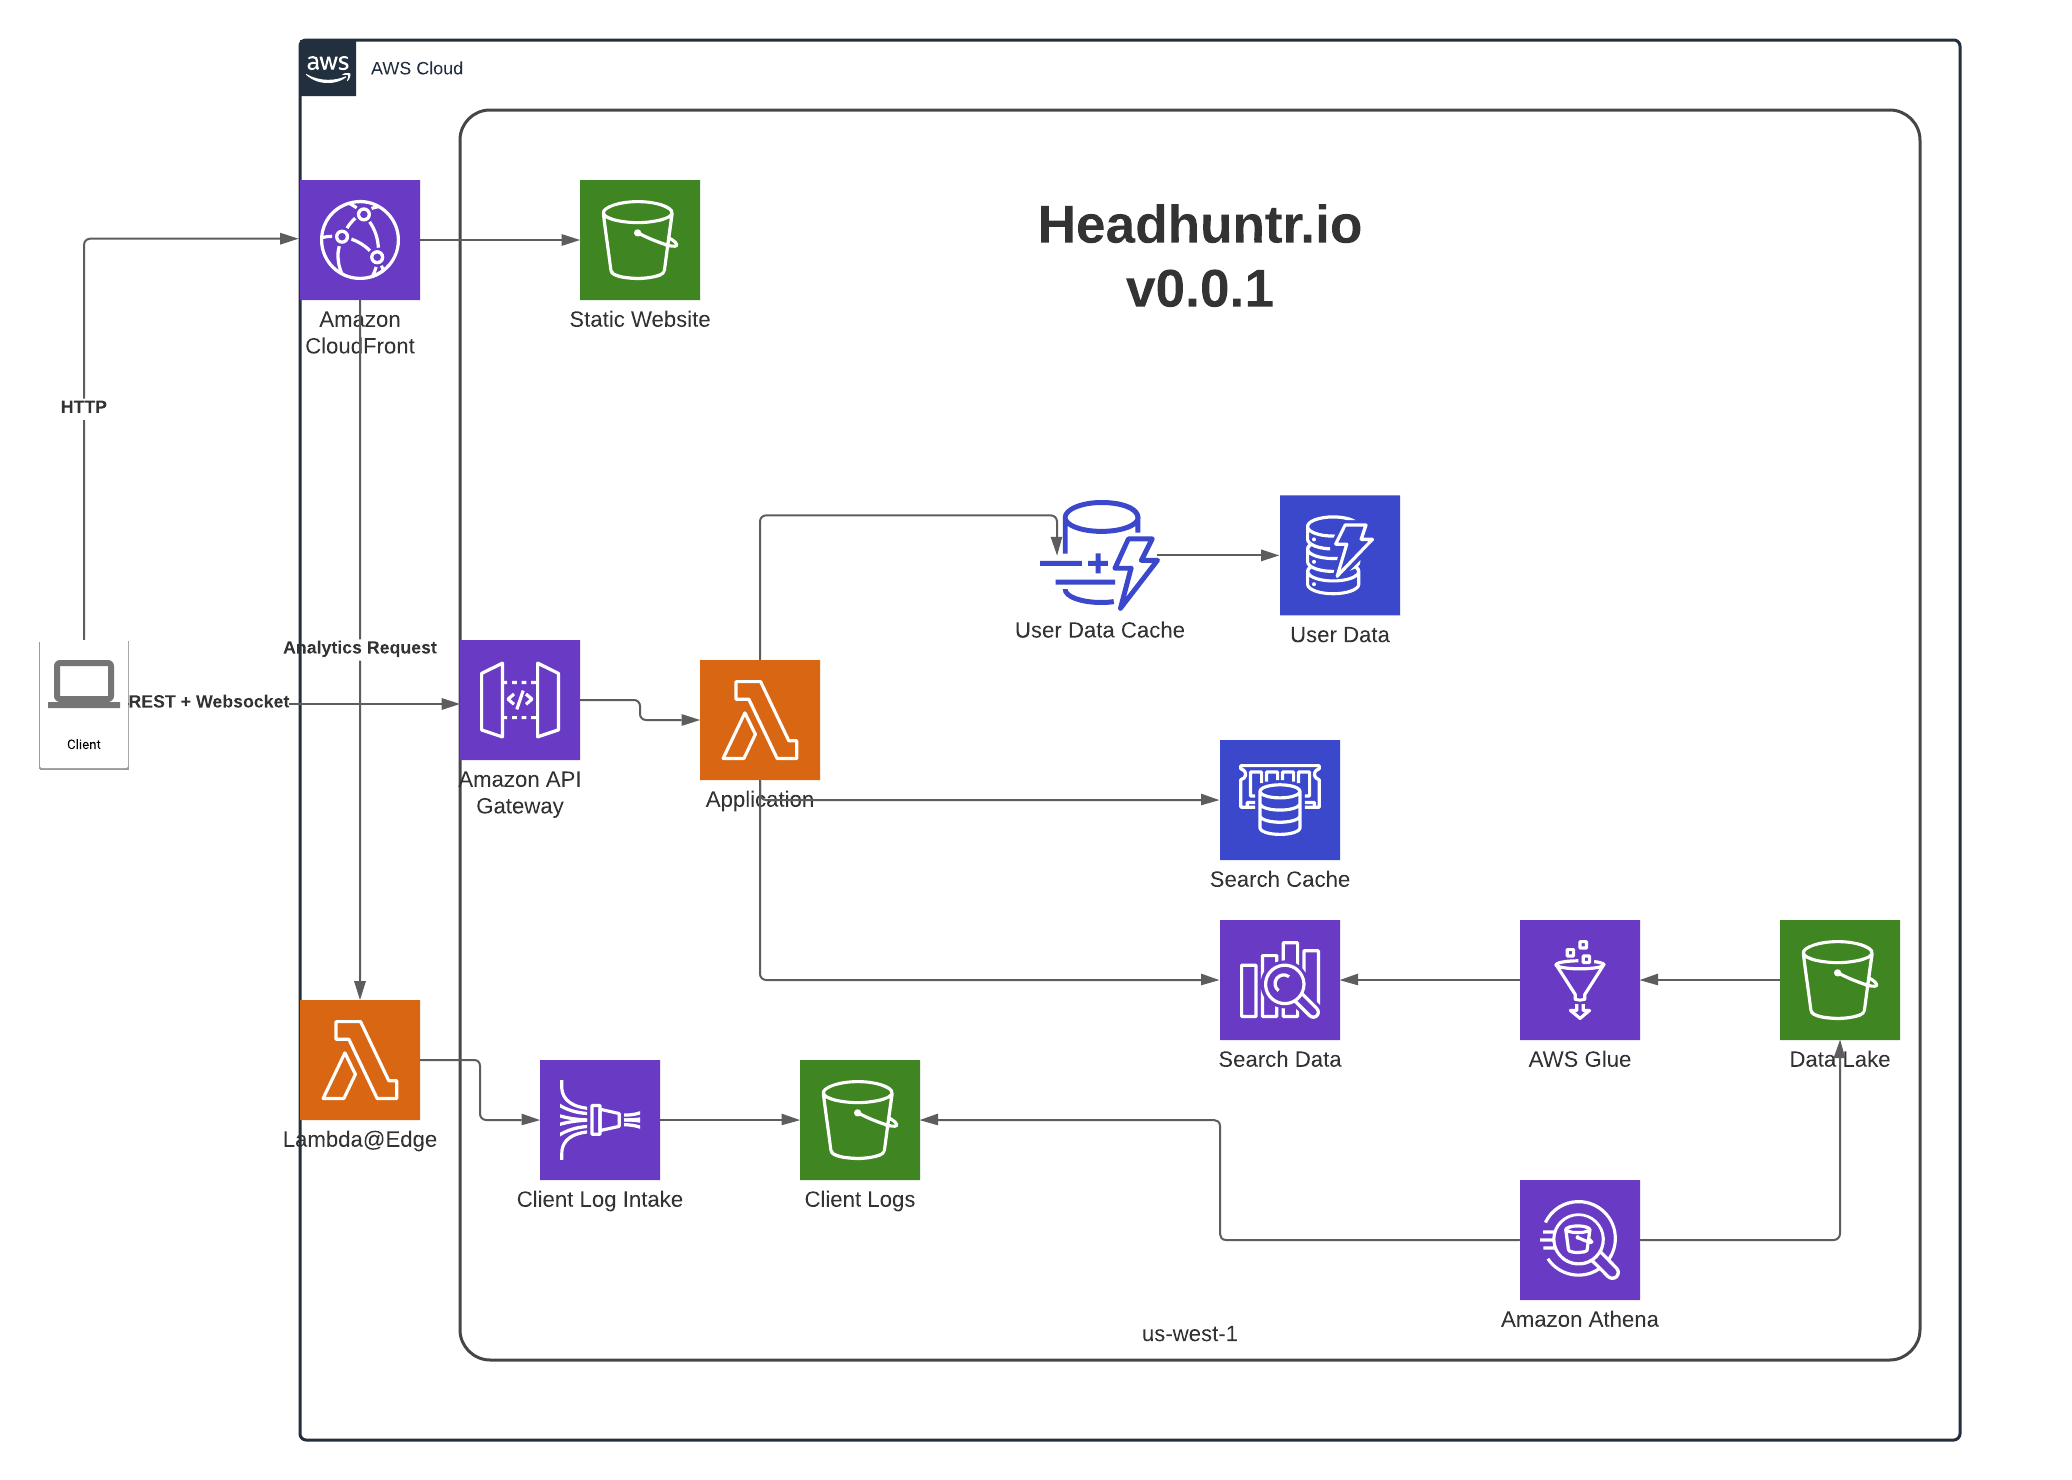 aws
AWS Cloud
Headhuntr.io
v0.0.1
Amazon
CloudFront
Static Website
HTTP
User Data Cache
User Data
Analytics Request
REST + Websocket
Client
Amazon API
Gateway
Application
Search Cache
Search Data
AWS Glue
Data Lake
Lambda@Edge
Client Log Intake
Client Logs
Amazon Athena
us-west-1